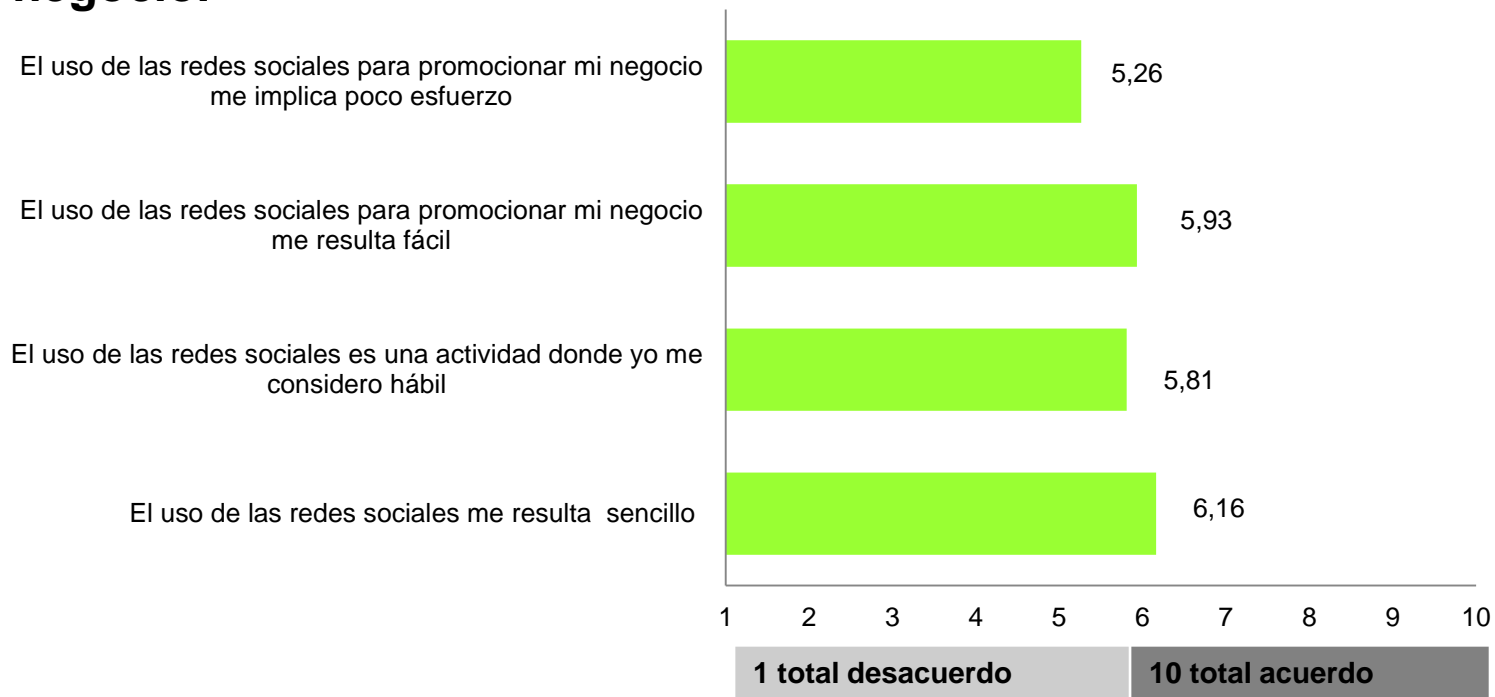 El uso de las redes sociales para promocionar mi negocio
me implica poco esfuerzo
5,26
El uso de las redes sociales para promocionar mi negocio
me resulta fácil
5,93
El uso de las redes sociales es una actividad donde yo me
considero hábil
5,81
El uso de las redes sociales me resulta sencillo
6,16
1 2 3 4 5 6 7 8 9 10
1 total desacuerdo 10 total acuerdo